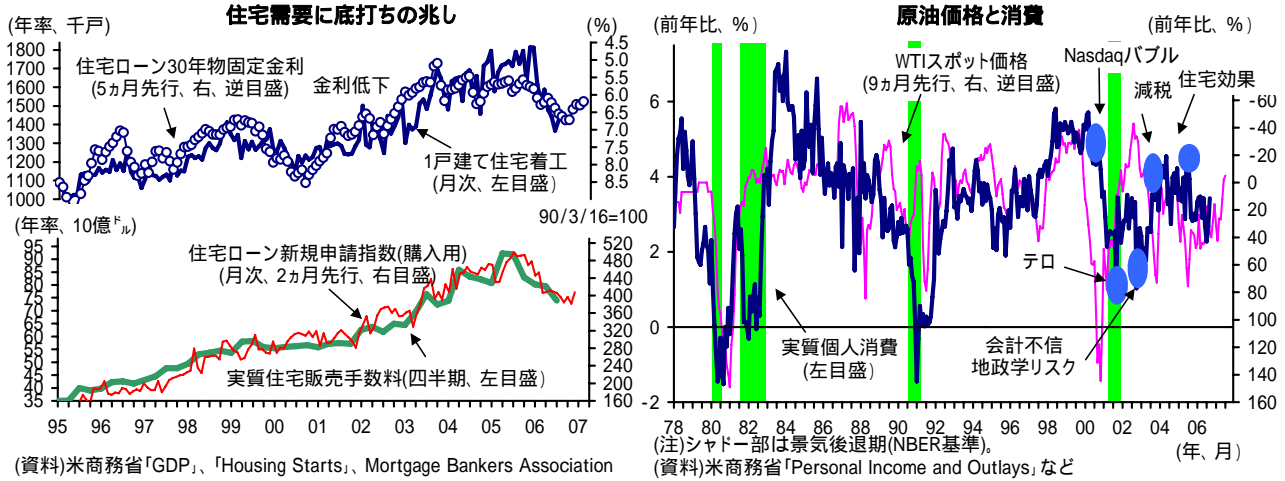 住宅需要に底打ちの兆し
(年率、千戸)
(%)
1800
1700
1600
1500
1400
1300
1200
1100
1000
4.5
5.0
5.5
6.0
6.5
7.0
7.5
8.0
8.5
住宅ローン30年物固定金利
(5ヵ月先行、右、逆目盛)
金利低下
1戸建て住宅着工
(月次、左目盛)
(年率、10億ﾄﾞﾙ)
90/3/16=100
95
90
85
80
75
70
65
60
55
50
45
40
35
520
480
440
400
360
320
280
240
200
160
住宅ローン新規申請指数(購入用)
(月次、2ヵ月先行、右目盛)
実質住宅販売手数料(四半期、左目盛)
95 96 97 98 99 00 01 02 03 04 05 06 07
(資料)米商務省「GDP」、「Housing Starts」、Mortgage Bankers Association
原油価格と消費
(前年比、%)
(前年比、%)
6
4
2
0
-2
-60
-40
-20
0
20
40
60
80
100
120
140
160
WTIスポット価格
(9ヵ月先行、右、逆目盛)
Nasdaqバブル
減税
住宅効果
テロ
会計不信
地政学リスク
実質個人消費
(左目盛)
78 80 82 84 86 88 90 92 94 96 98 00 02 04 06
(年、月)
(注)シャドー部は景気後退期(NBER基準)。
(資料)米商務省「Personal Income and Outlays」など